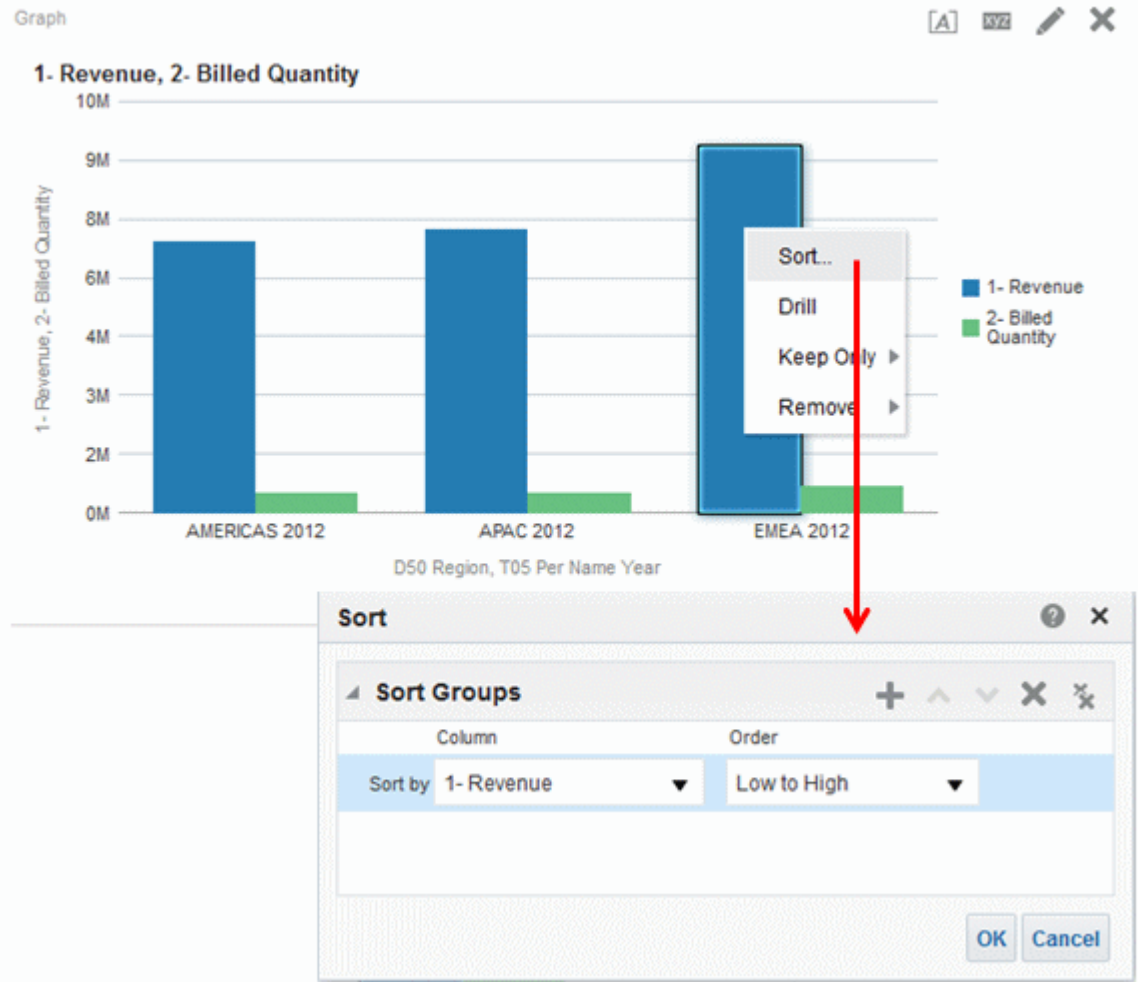 Graph
[A] xyz
1- Revenue, 2- Billed Quantity
10M
9M
8M
6M
4M
3M
2M
0M
1- Revenue, 2- Billed Quantity
AMERICAS 2012
APAC 2012
EMEA 2012
D50 Region, T05 Per Name Year
1- Revenue
2- Billed
Quantity
Sort...
Drill
Keep Only
Remove
Sort
?
Sort Groups
Column Order
Sort by 1- Revenue Low to High
OK Cancel